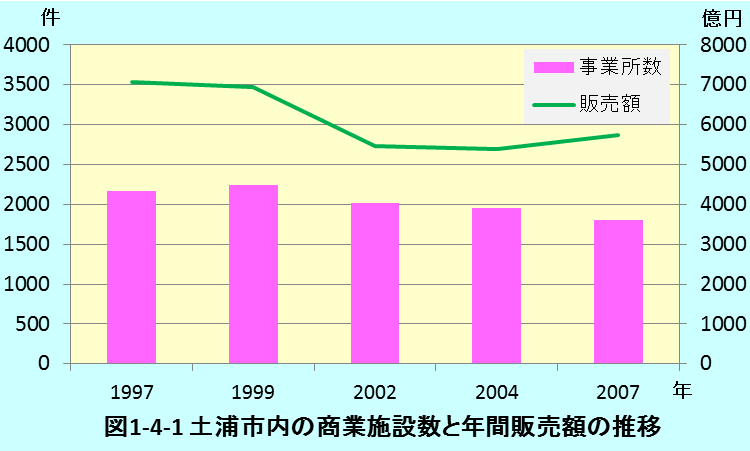 件 億円
4000 8000
3500 7000
3000 6000
2500 5000
2000 4000
1500 3000
1000 2000
500 1000
0 0
事業所数
販売額
1997 1999 2002 2004 2007 年
図1-4-1 土浦市内の商業施設数と年間販売額の推移